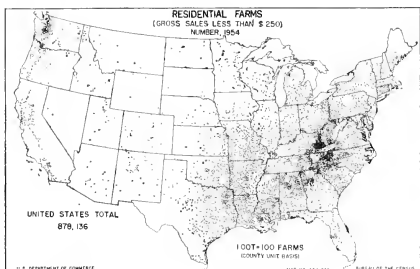 RESIDENTIAL FARMS
(GROSS SALES LESS THAN $250)
NUMBER, 1954
UNITED STATES TOTAL
878,136
1 DOT=100 FARMS
(COUNTY UNIT BASIS)
U.S. DEPARTMENT OF COMMERCE
BUREAU OF THE CENSUS